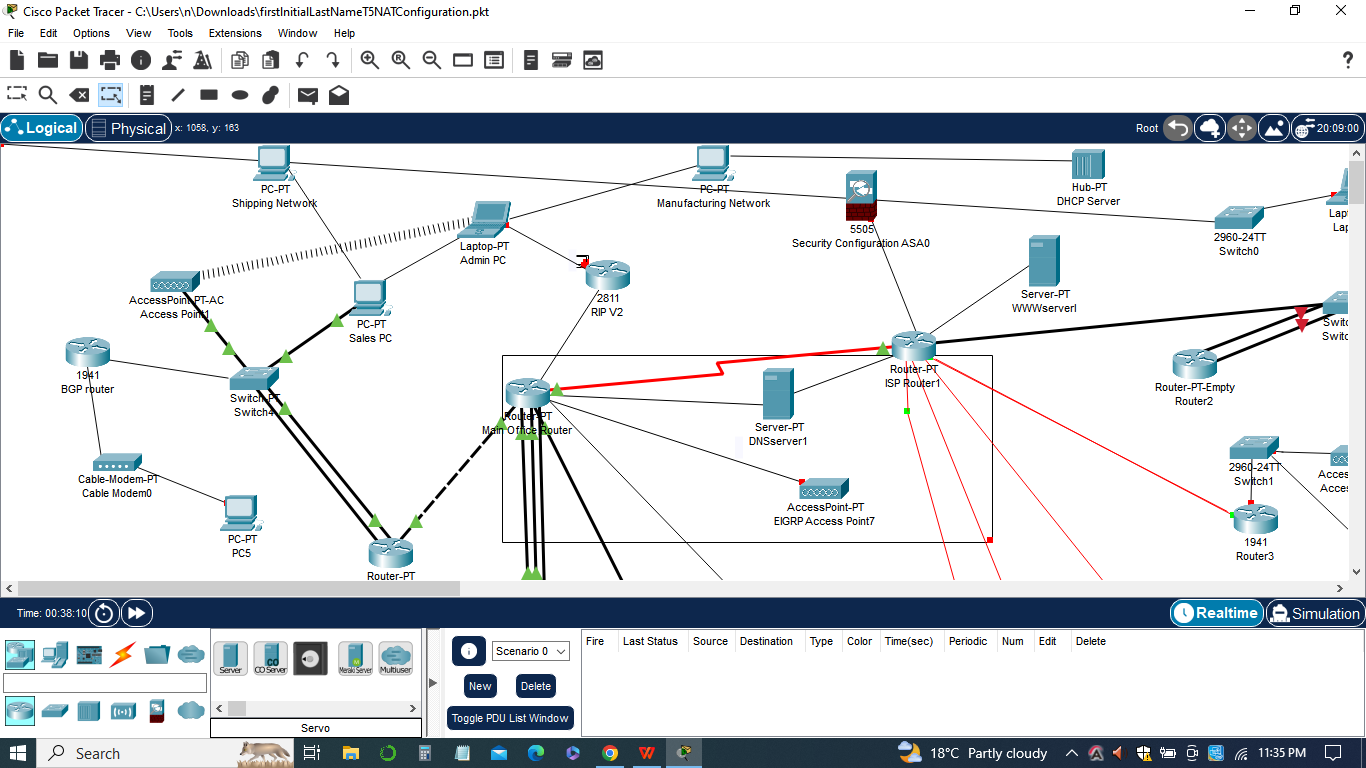 Cisco Packet Tracer - C:\Users\n\Downloads\firstInitialLastNameT5NATConfiguration.pkt
File Edit Options View Tools Extensions Window Help
?
Logical
Physical
x: 1058, y: 163
Root
20:09:00
PC-PT
Shipping Network
PC-PT
Manufacturing Network
Hub-PT
DHCP Server
5505
Security Configuration ASA0
2960-24TT
Switch0
Laptop-PT
Admin PC
AccessPoint-PT-AC
Access Point1
PC-PT
Sales PC
2811
RIP V2
Server-PT
WWWserverI
1941
BGP router
Switch-PT
Switch4
Router-PT
Main Office Router
Server-PT
DNSserver1
Router-PT
ISP Router1
Router-PT-Empty
Router2
Cable-Modem-PT
Cable Modem0
AccessPoint-PT
EIGRP Access Point7
2960-24TT
Switch1
PC-PT
PC5
Router-PT
1941
Router3
Time: 00:38:10
Realtime
Simulation
Server
CO
CO Server
M
Meraki Server
Multiuser
Servo
Scenario 0
New
Delete
Toggle PDU List Window
Fire Last Status Source Destination Type Color Time(sec) Periodic Num Edit Delete
Search
18°C Partly cloudy
11:35 PM